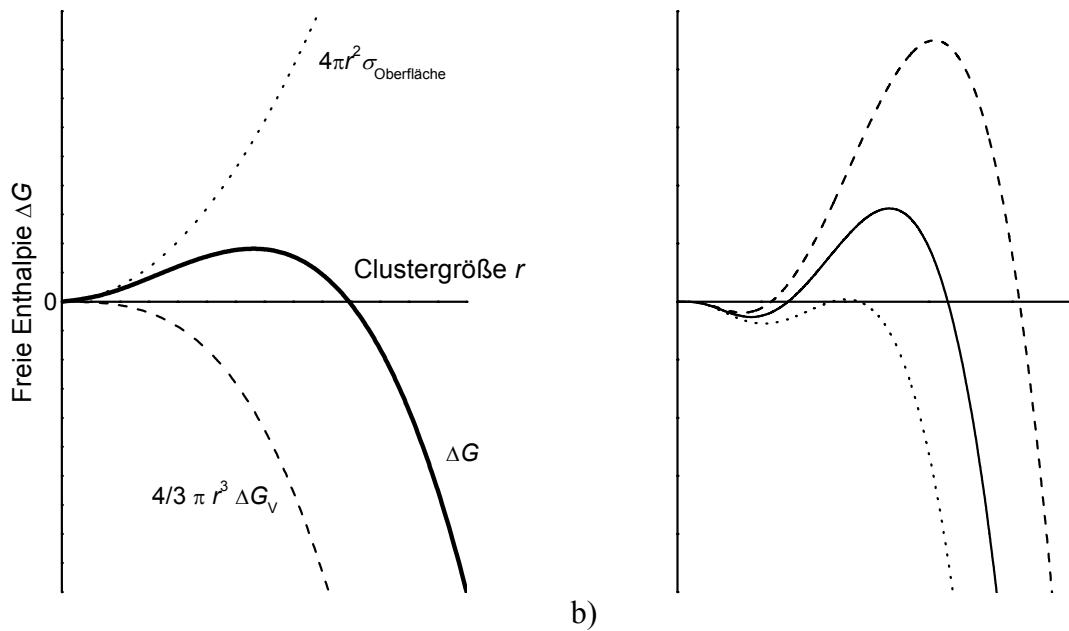 4πr²σ_Oberfläche
Clustergröße r
0
Freie Enthalpie ΔG
ΔG
4/3 π r³ ΔG_V
b)